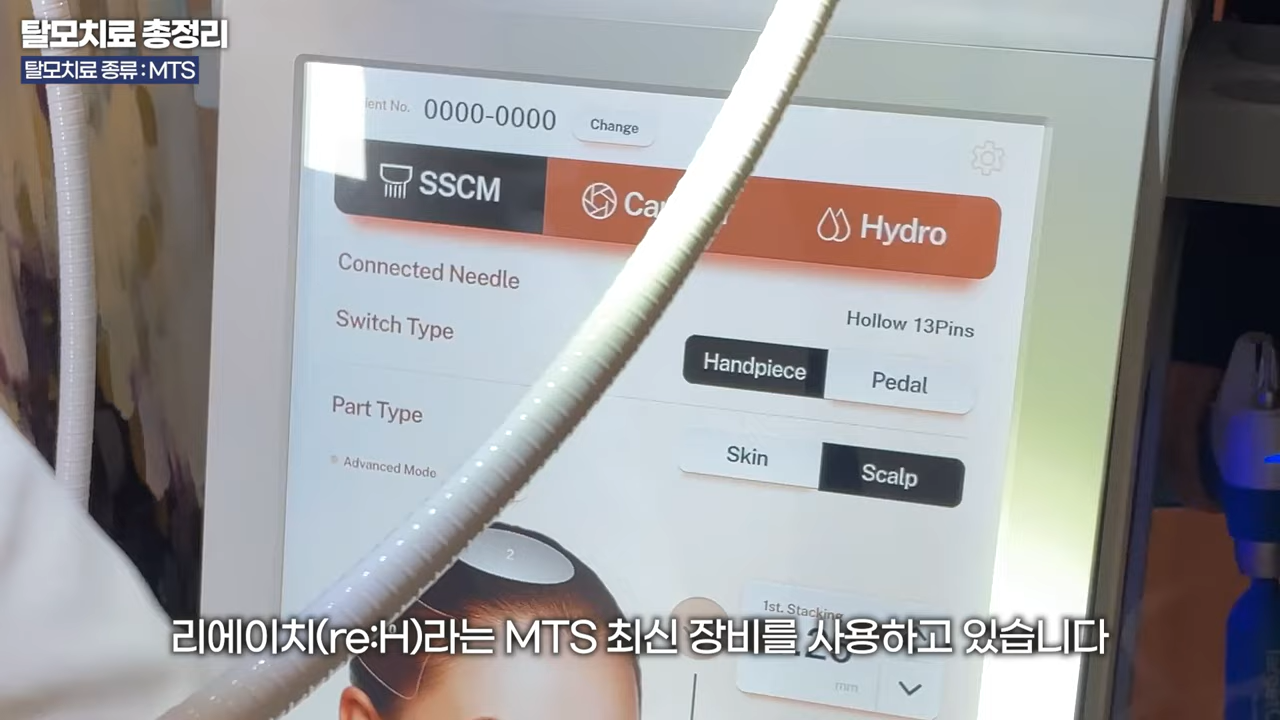 탈모치료 총정리
탈모치료 종류 : MTS
No. 0000-0000 Change
SSCM Hydro
Connected Needle
Hollow 13Pins
Switch Type
Handpiece Pedal
Part Type
Skin Scalp
Advanced Mode
2
1st. Stacking
mm
리에이치(re:H)라는 MTS 최신 장비를 사용하고 있습니다